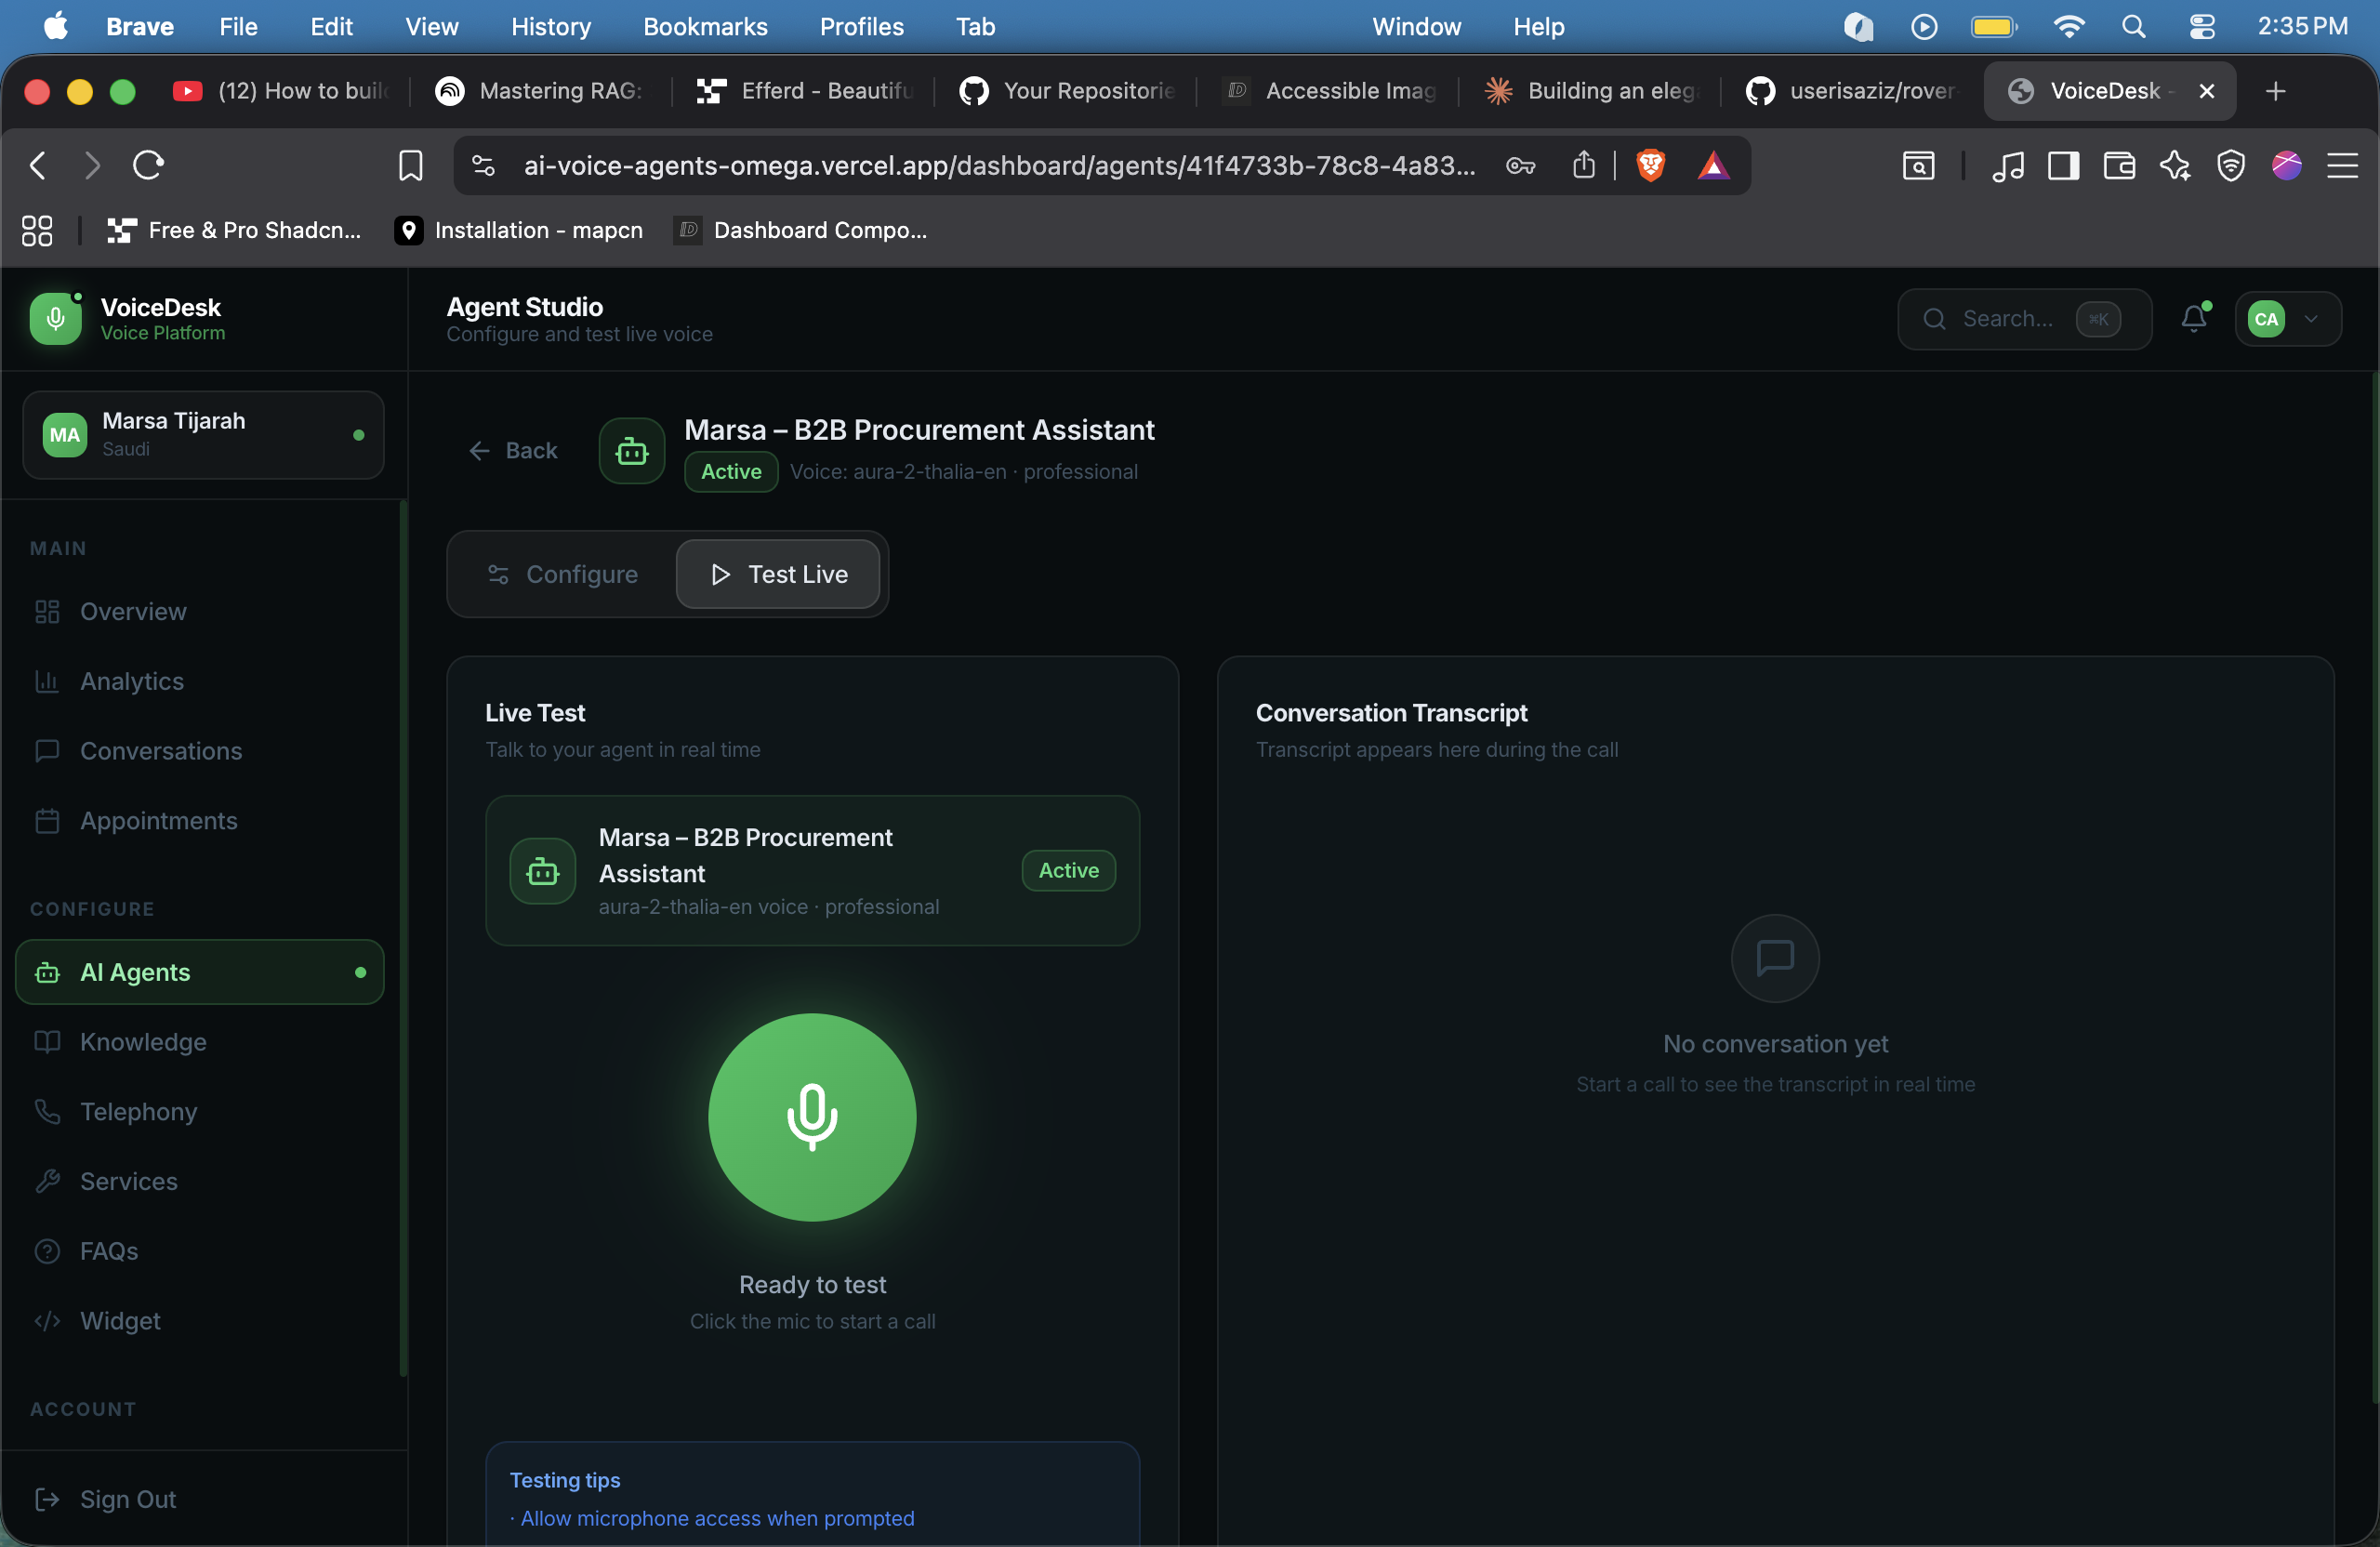 Brave File Edit View History Bookmarks Profiles Tab Window Help 2:35 PM
(12) How to buil Mastering RAG: Efferd - Beautifu Your Repositorie Accessible Imag Building an eleg userisaziz/rover- VoiceDesk -
ai-voice-agents-omega.vercel.app/dashboard/agents/41f4733b-78c8-4a83...
Free & Pro Shadcn... Installation - mapcn Dashboard Compo...
VoiceDesk
Voice Platform
Agent Studio
Configure and test live voice
Search... ⌘K
CA
MA
Marsa Tijarah
Saudi
MAIN
Overview
Analytics
Conversations
Appointments
CONFIGURE
AI Agents
Knowledge
Telephony
Services
FAQs
Widget
ACCOUNT
Sign Out
Back
Marsa – B2B Procurement Assistant
Active Voice: aura-2-thalia-en · professional
Configure Test Live
Live Test
Talk to your agent in real time
Marsa – B2B Procurement
Assistant
aura-2-thalia-en voice · professional
Active
Ready to test
Click the mic to start a call
Testing tips
· Allow microphone access when prompted
Conversation Transcript
Transcript appears here during the call
No conversation yet
Start a call to see the transcript in real time